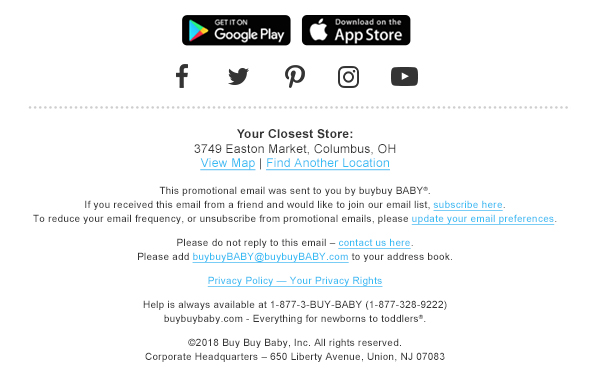 GET IT ON
Google Play
Download on the
App Store
Your Closest Store:
3749 Easton Market, Columbus, OH
View Map | Find Another Location
This promotional email was sent to you by buybuy BABY®.
If you received this email from a friend and would like to join our email list, subscribe here.
To reduce your email frequency, or unsubscribe from promotional emails, please update your email preferences.
Please do not reply to this email – contact us here.
Please add buybuyBABY@buybuyBABY.com to your address book.
Privacy Policy — Your Privacy Rights
Help is always available at 1-877-3-BUY-BABY (1-877-328-9222)
buybuybaby.com - Everything for newborns to toddlers®.
©2018 Buy Buy Baby, Inc. All rights reserved.
Corporate Headquarters – 650 Liberty Avenue, Union, NJ 07083